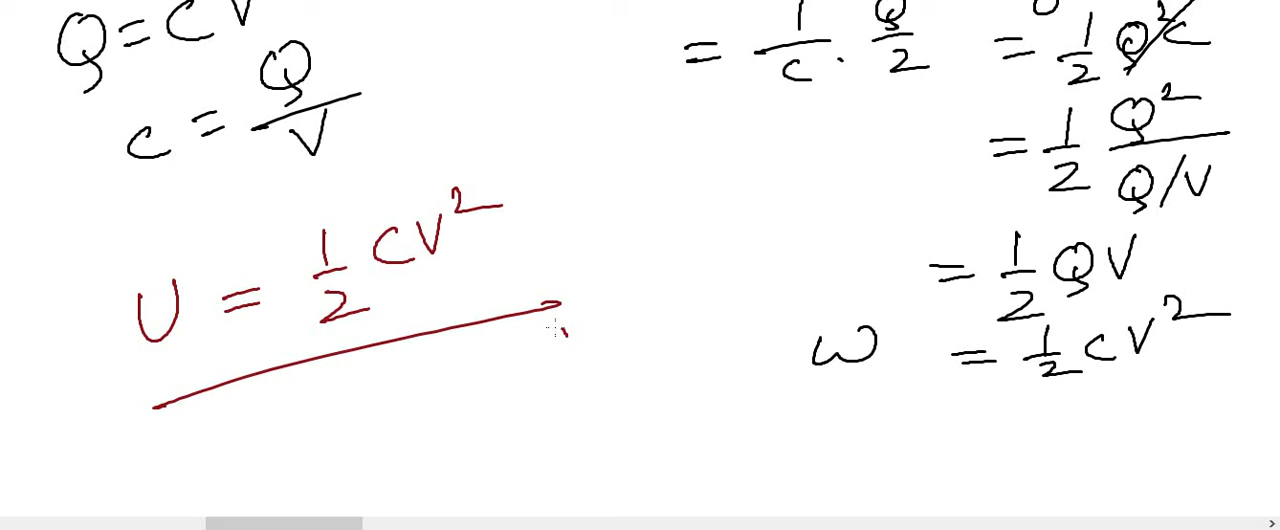 Q = CV
C = Q/V
U = 1/2 CV²
= 1/C · Q/2
= 1/2 Q²/C
= 1/2 Q²/(Q/V)
= 1/2 QV
W = 1/2 CV²